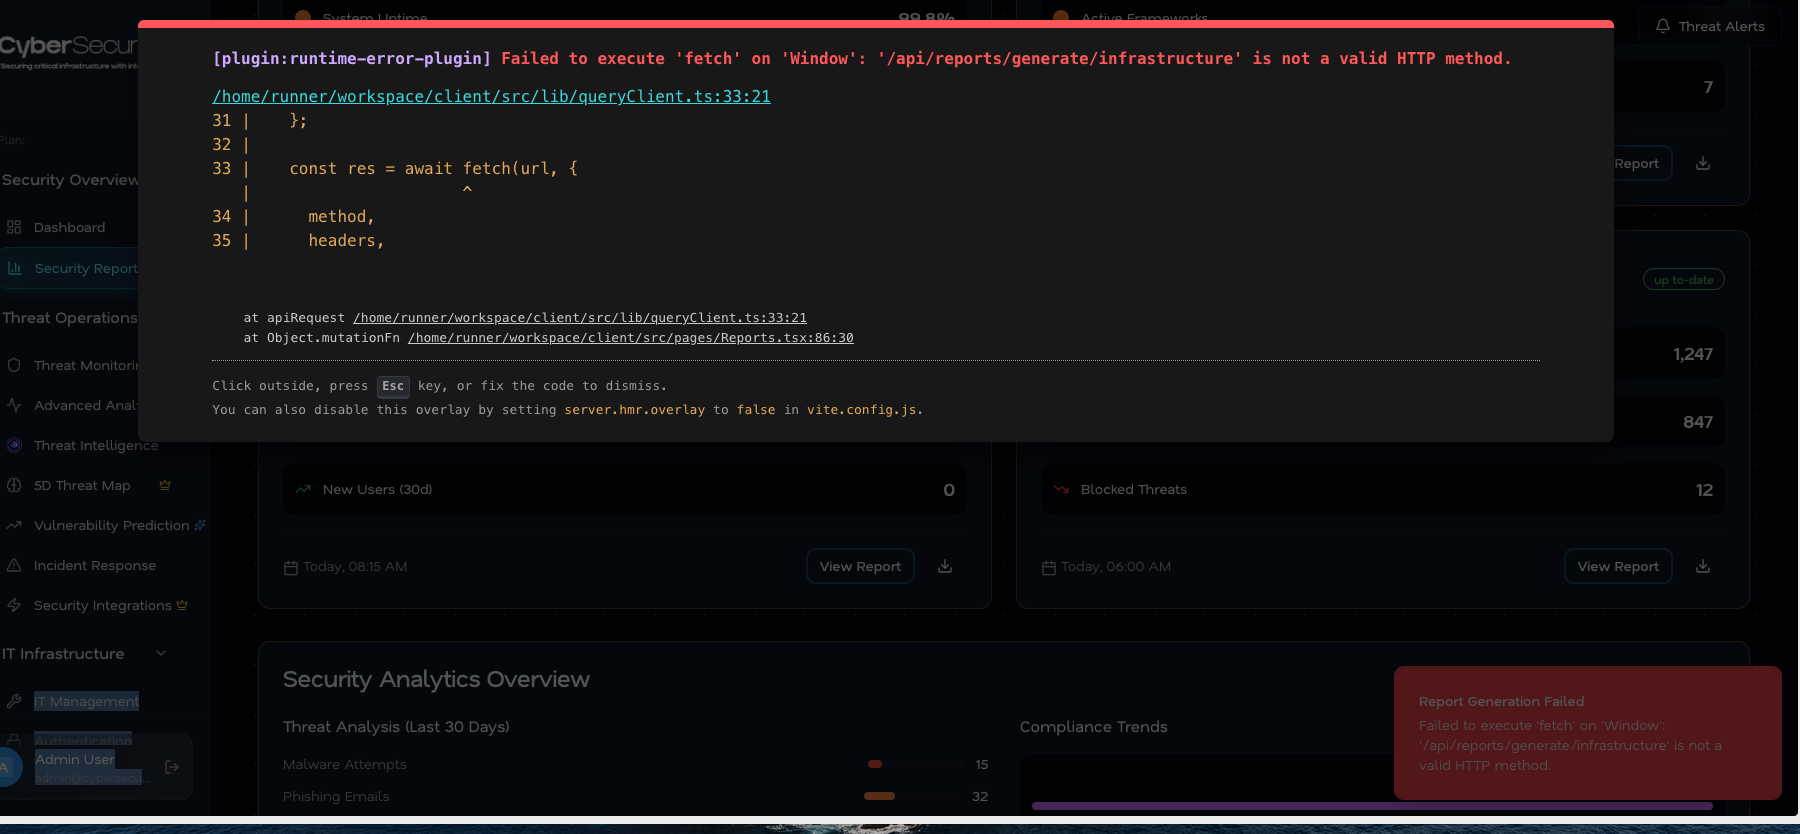 System Uptime
99.8%
Active Frameworks
Threat Alerts
CyberSecur
Securing critical infrastructure with int
[plugin:runtime-error-plugin] Failed to execute 'fetch' on 'Window': '/api/reports/generate/infrastructure' is not a valid HTTP method.
/home/runner/workspace/client/src/lib/queryClient.ts:33:21
31 |    };
32 |
33 |    const res = await fetch(url, {
   |                      ^
34 |      method,
35 |      headers,
at apiRequest /home/runner/workspace/client/src/lib/queryClient.ts:33:21
at Object.mutationFn /home/runner/workspace/client/src/pages/Reports.tsx:86:30
Click outside, press Esc key, or fix the code to dismiss.
You can also disable this overlay by setting server.hmr.overlay to false in vite.config.js.
7
Report
up to-date
1,247
847
Plan:
Security Overview
Dashboard
Security Report
Threat Operations
Threat Monitorin
Advanced Anal
Threat Intelligence
5D Threat Map
Vulnerability Prediction
Incident Response
Security Integrations
IT Infrastructure
IT Management
Authentication
A
Admin User
admin@cybersecu...
New Users (30d)
0
Blocked Threats
12
Today, 08:15 AM
View Report
Today, 06:00 AM
View Report
Security Analytics Overview
Threat Analysis (Last 30 Days)
Malware Attempts
15
Phishing Emails
32
Compliance Trends
Report Generation Failed
Failed to execute 'fetch' on 'Window':
'/api/reports/generate/infrastructure' is not a
valid HTTP method.